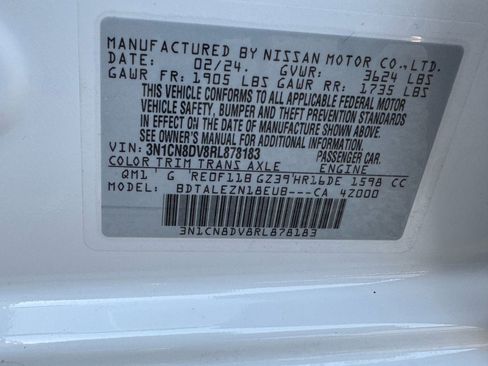 MANUFACTURED BY NISSAN MOTOR CO.,LTD.
DATE: 02/24. GVWR: 3624 LBS
GAWR FR: 1905 LBS GAWR RR: 1735 LBS
THIS VEHICLE CONFORMS TO ALL APPLICABLE FEDERAL MOTOR
VEHICLE SAFETY, BUMPER AND THEFT PREVENTION STANDARDS
IN EFFECT ON THE DATE OF MANUFACTURE SHOWN ABOVE.
SEE OWNER'S MANUAL FOR ADDITIONAL INFORMATION.
VIN: 3N1CN8DV8RL878183 PASSENGER CAR.
COLOR TRIM TRANS AXLE ENGINE
QM1 G RE0F11B GZ39 HR16DE 1598 CC
MODEL: BDTALEZN18EUB---CA 42000
3N1CN8DV8RL878183